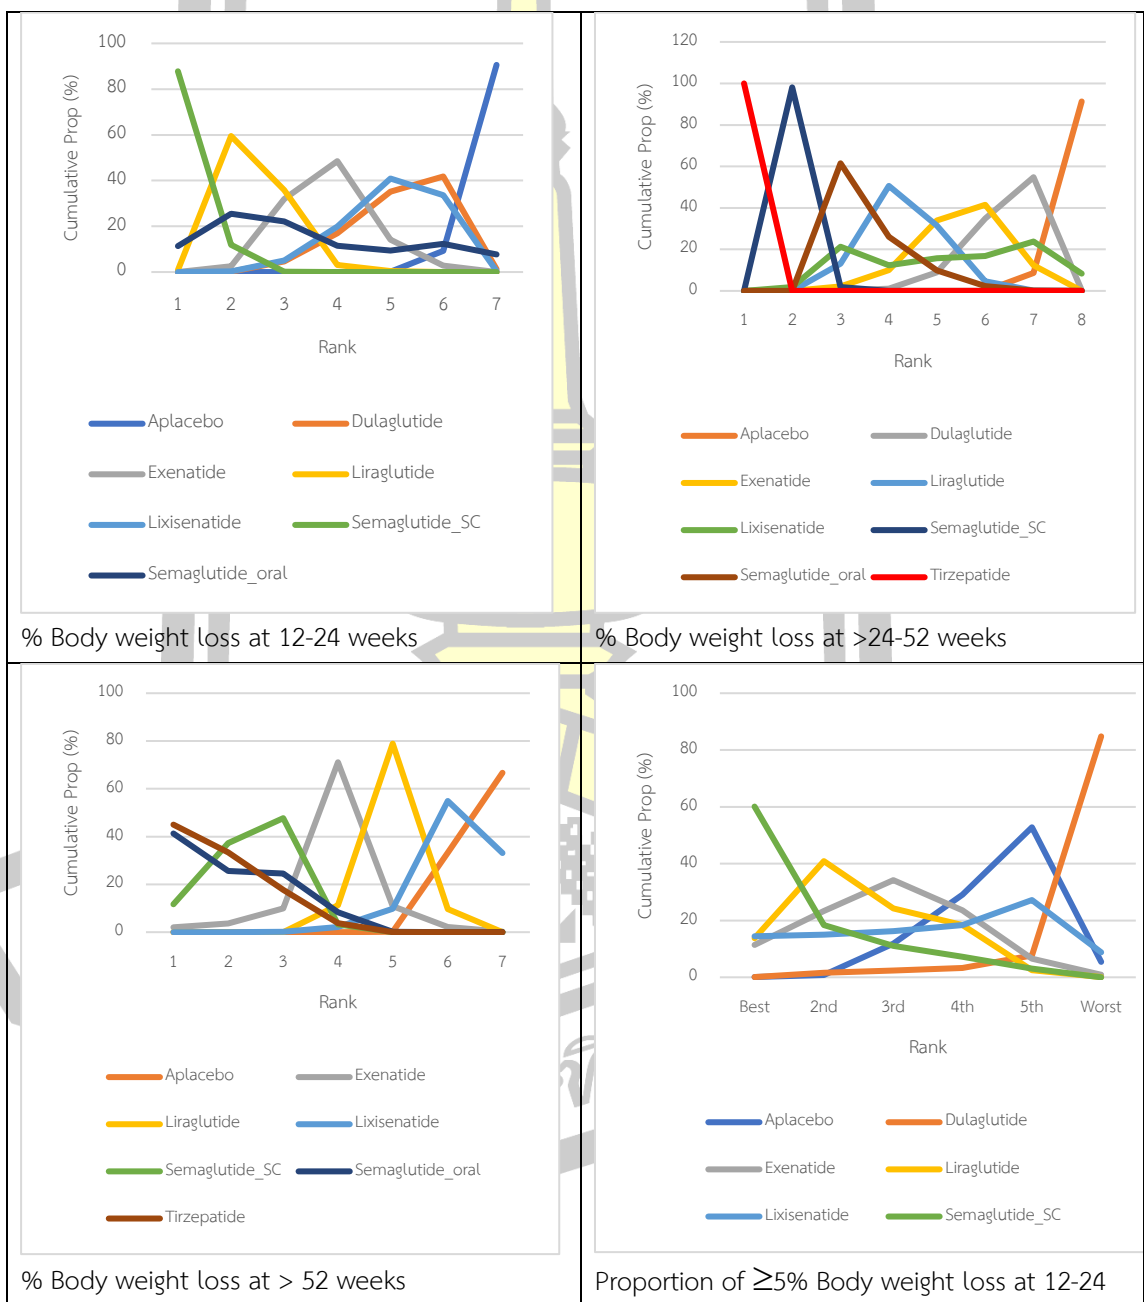 100
80
60
40
20
0
Cumulative Prop (%)
1 2 3 4 5 6 7
Rank
Aplacebo Dulaglutide
Exenatide Liraglutide
Lixisenatide Semaglutide_SC
Semaglutide_oral
% Body weight loss at 12-24 weeks
120
100
80
60
40
20
0
Cumulative Prop (%)
1 2 3 4 5 6 7 8
Rank
Aplacebo Dulaglutide
Exenatide Liraglutide
Lixisenatide Semaglutide_SC
Semaglutide_oral Tirzepatide
% Body weight loss at >24-52 weeks
100
80
60
40
20
0
Cumulative Prop (%)
1 2 3 4 5 6 7
Rank
Aplacebo Exenatide
Liraglutide Lixisenatide
Semaglutide_SC Semaglutide_oral
Tirzepatide
% Body weight loss at > 52 weeks
100
80
60
40
20
0
Cumulative Prop (%)
Best 2nd 3rd 4th 5th Worst
Rank
Aplacebo Dulaglutide
Exenatide Liraglutide
Lixisenatide Semaglutide_SC
Proportion of ≥5% Body weight loss at 12-24